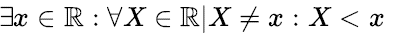 ∃x ∈ ℝ : ∀X ∈ ℝ|X ≠ x : X < x